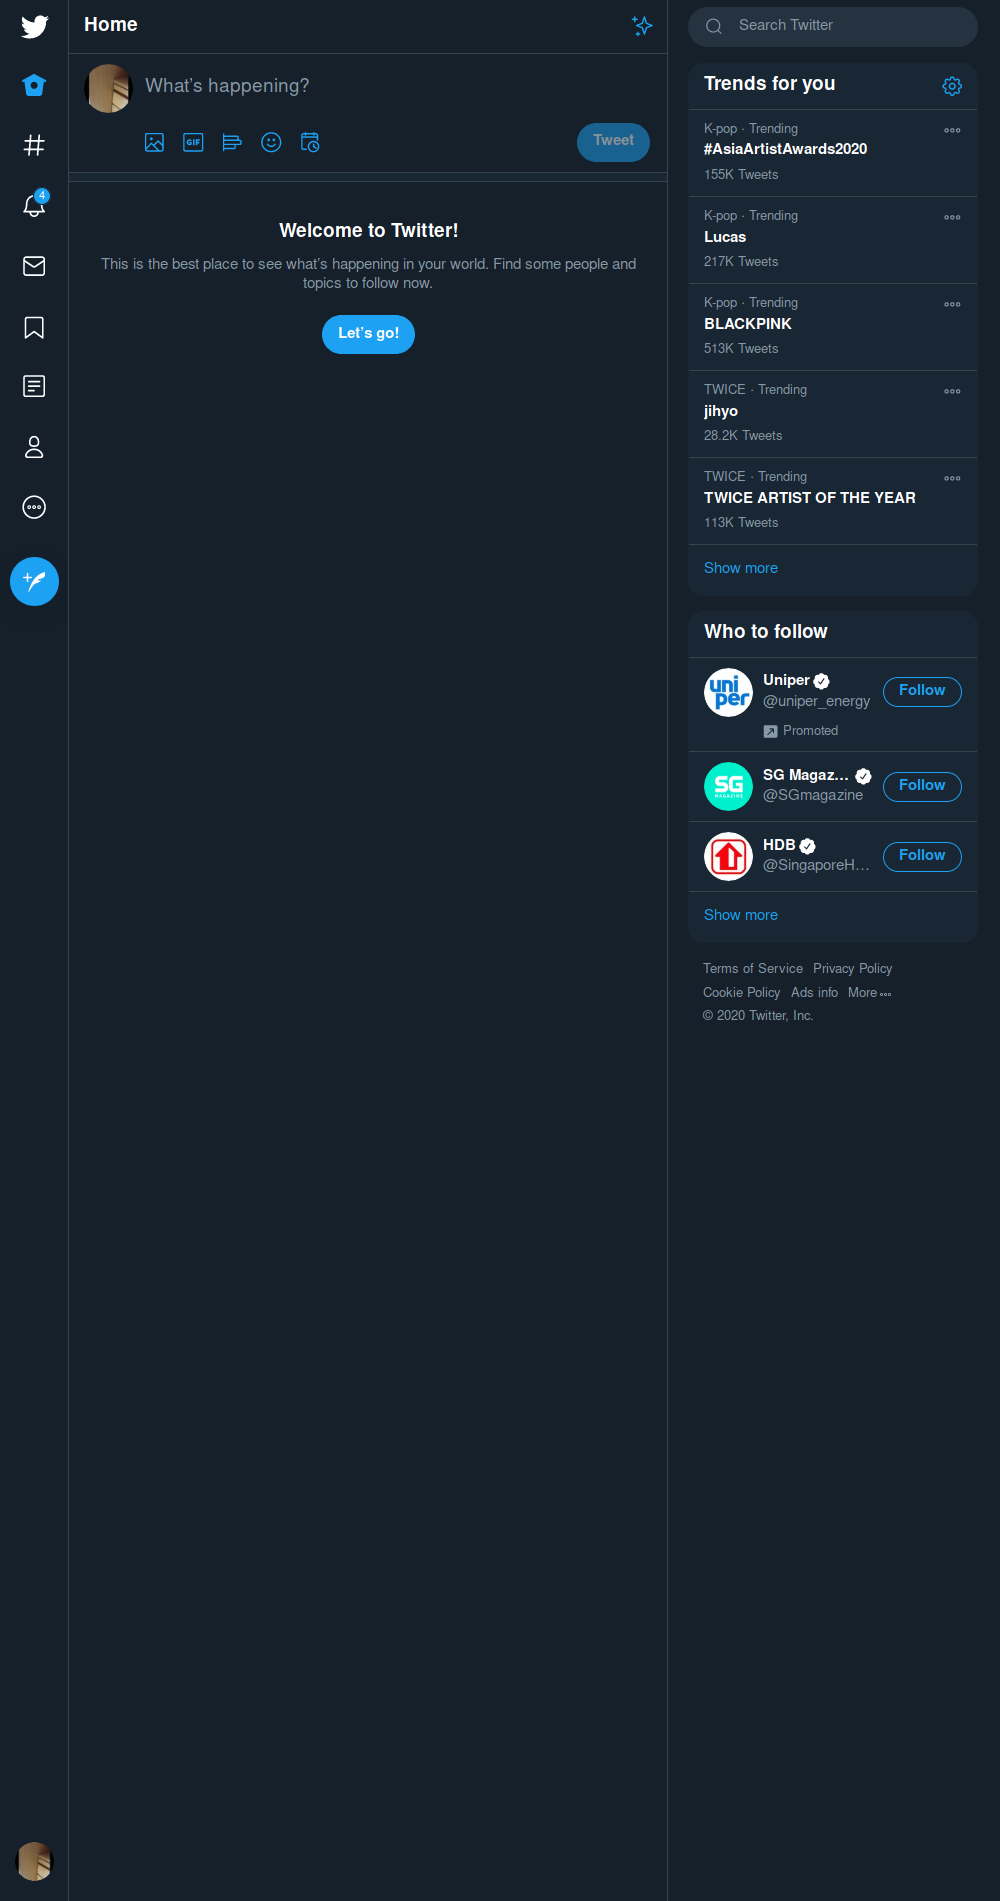 Home
What's happening?
GIF
Tweet
4
Welcome to Twitter!
This is the best place to see what's happening in your world. Find some people and
topics to follow now.
Let's go!
Search Twitter
Trends for you
K-pop · Trending
#AsiaArtistAwards2020
155K Tweets
K-pop · Trending
Lucas
217K Tweets
K-pop · Trending
BLACKPINK
513K Tweets
TWICE · Trending
jihyo
28.2K Tweets
TWICE · Trending
TWICE ARTIST OF THE YEAR
113K Tweets
Show more
Who to follow
uni
per
Uniper
@uniper_energy
Follow
Promoted
SG
MAGAZINE
SG Magaz...
@SGmagazine
Follow
HDB
@SingaporeH...
Follow
Show more
Terms of Service Privacy Policy
Cookie Policy Ads info More
© 2020 Twitter, Inc.